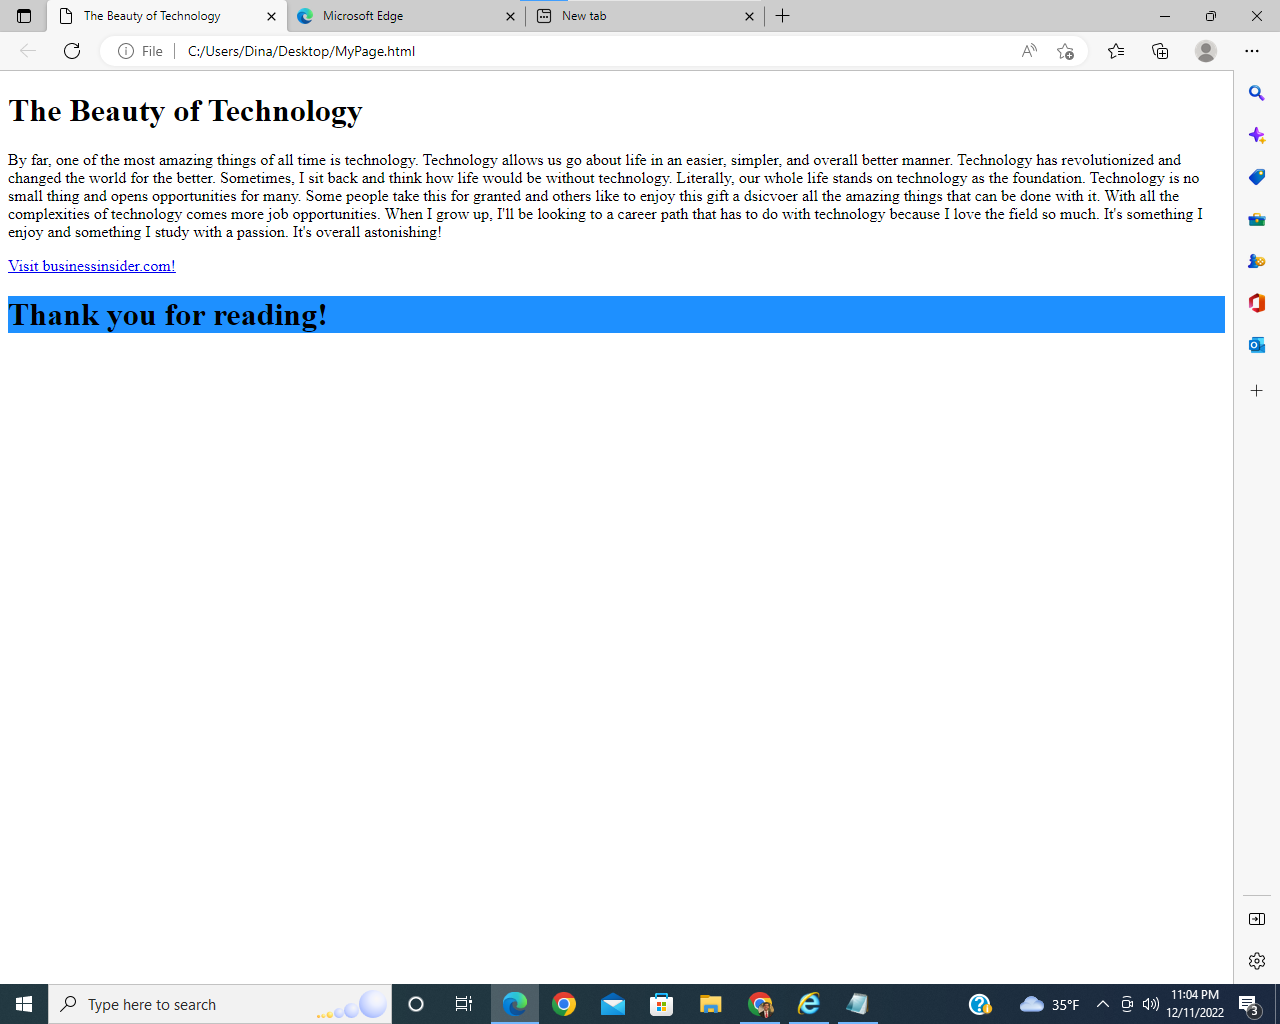 The Beauty of Technology
Microsoft Edge
New tab
File
C:/Users/Dina/Desktop/MyPage.html
The Beauty of Technology
By far, one of the most amazing things of all time is technology. Technology allows us go about life in an easier, simpler, and overall better manner. Technology has revolutionized and
changed the world for the better. Sometimes, I sit back and think how life would be without technology. Literally, our whole life stands on technology as the foundation. Technology is no
small thing and opens opportunities for many. Some people take this for granted and others like to enjoy this gift a dsicvoer all the amazing things that can be done with it. With all the
complexities of technology comes more job opportunities. When I grow up, I'll be looking to a career path that has to do with technology because I love the field so much. It's something I
enjoy and something I study with a passion. It's overall astonishing!
Visit businessinsider.com!
Thank you for reading!
Type here to search
35°F
11:04 PM
12/11/2022
3